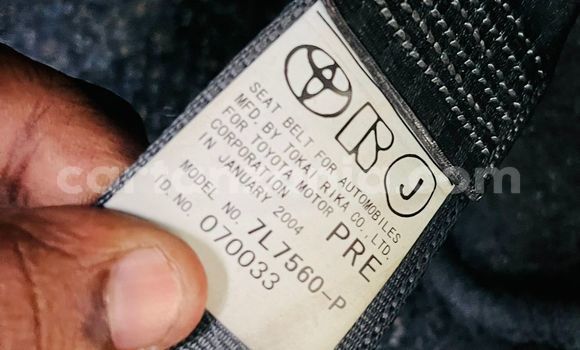 SEAT BELT FOR AUTOMOBILES
MFD. BY TOKAI RIKA CO., LTD.
FOR TOYOTA MOTOR
CORPORATION
IN JANUARY 2004 PRE
MODEL NO. 7L7560-P
ID. NO. 070033
R J